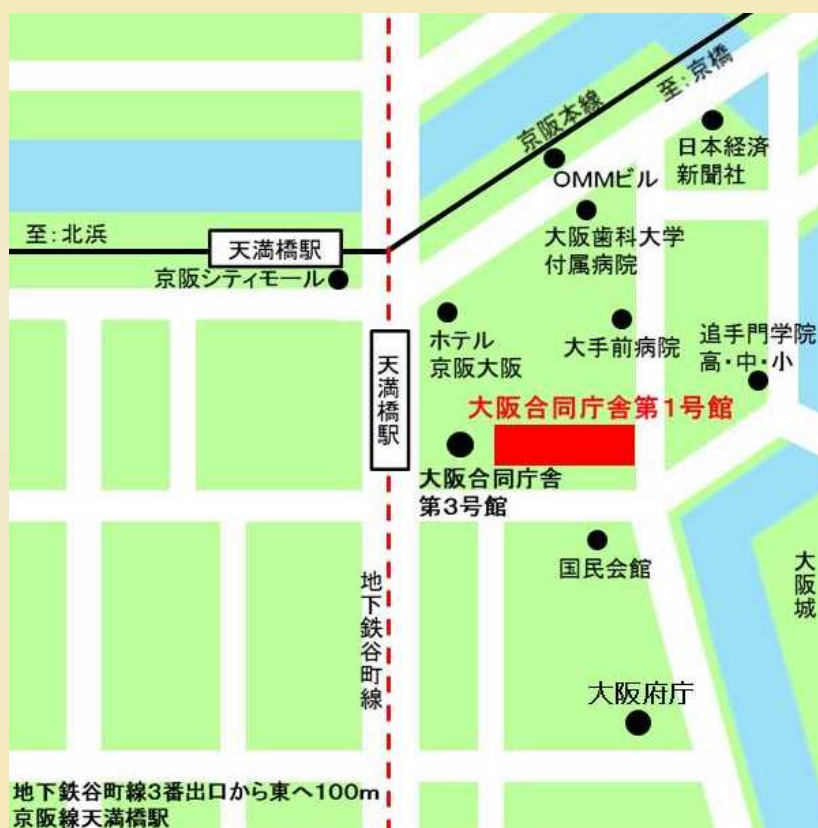 京阪本線
至:京橋
日本経済
新聞社
OMMビル
大阪歯科大学
付属病院
至:北浜
天満橋駅
京阪シティモール
ホテル
京阪大阪
大手前病院
追手門学院
高・中・小
天満橋駅
大阪合同庁舎第1号館
大阪合同庁舎
第3号館
国民会館
大阪城
地下鉄谷町線
大阪府庁
地下鉄谷町線3番出口から東へ100m
京阪線天満橋駅